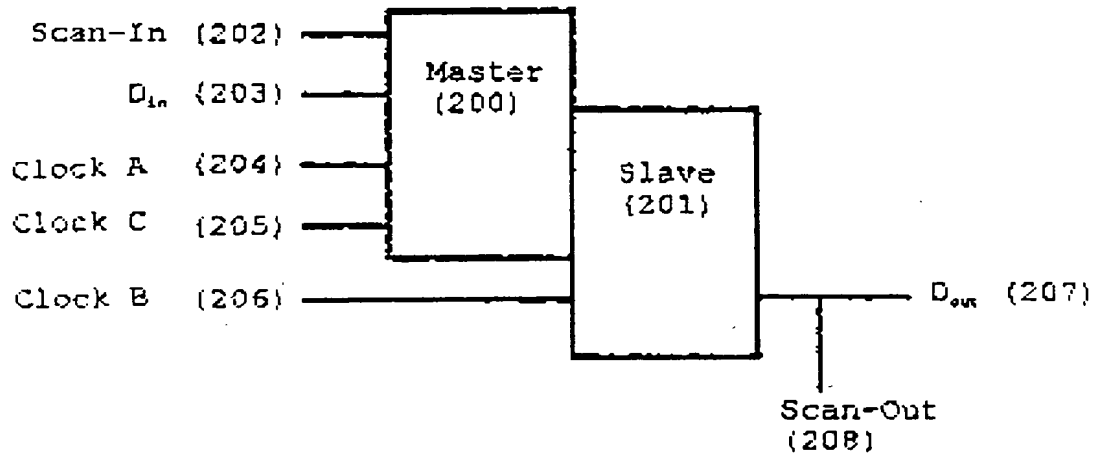 Scan-In (202)
Master
(200)
D_in (203)
Clock A (204)
Slave
(201)
Clock C (205)
Clock B (206)
D_out (207)
Scan-Out
(208)